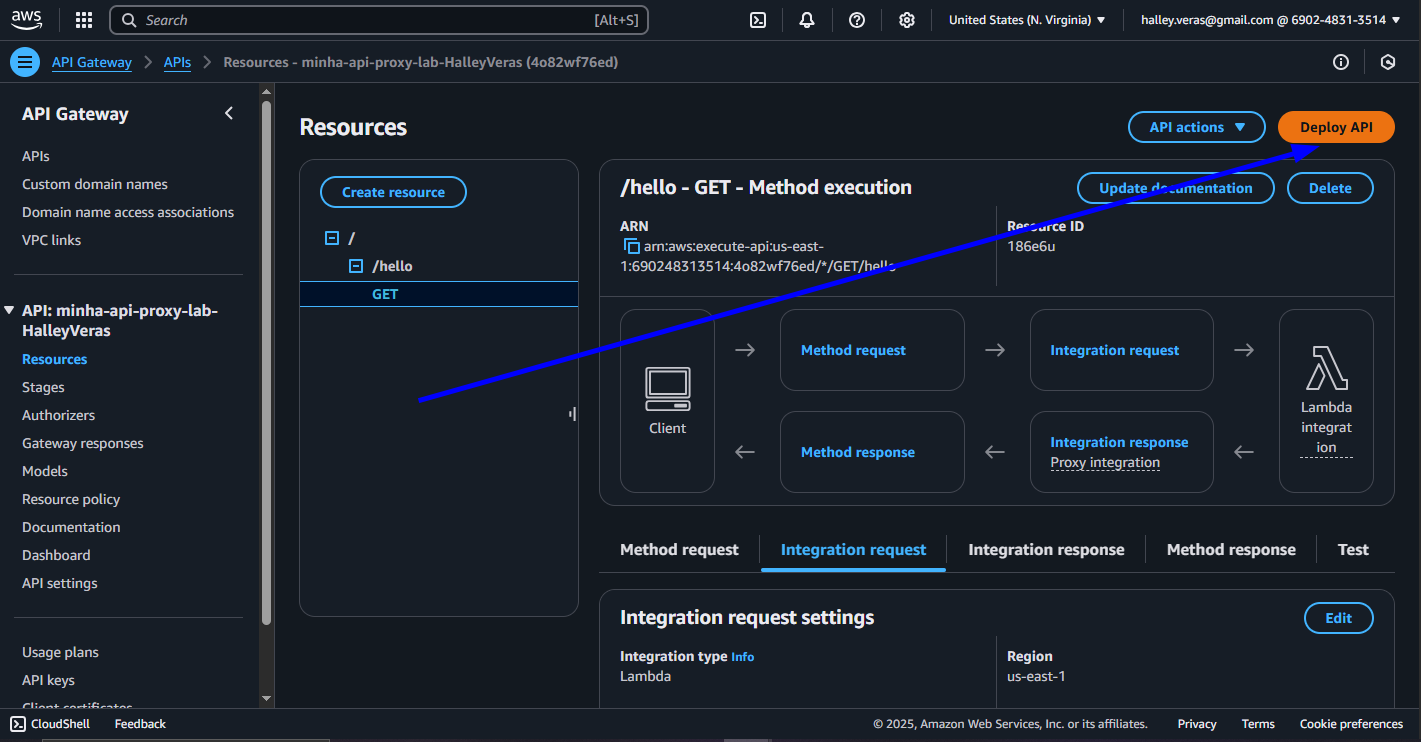 aws
Search
[Alt+S]
United States (N. Virginia)
halley.veras@gmail.com @ 6902-4831-3514
API Gateway
APIs
Resources - minha-api-proxy-lab-HalleyVeras (4o82wf76ed)
API Gateway
APIs
Custom domain names
Domain name access associations
VPC links
API: minha-api-proxy-lab-
HalleyVeras
Resources
Stages
Authorizers
Gateway responses
Models
Resource policy
Documentation
Dashboard
API settings
Usage plans
API keys
Client certificates
Resources
API actions
Deploy API
Create resource
/
/hello
GET
/hello - GET - Method execution
Update documentation
Delete
ARN
arn:aws:execute-api:us-east-
1:690248313514:4o82wf76ed/*/GET/hello
Resource ID
186e6u
Client
Method request
Integration request
Method response
Integration response
Proxy integration
Lambda
integrat
ion
Method request
Integration request
Integration response
Method response
Test
Integration request settings
Edit
Integration type Info
Lambda
Region
us-east-1
CloudShell
Feedback
© 2025, Amazon Web Services, Inc. or its affiliates.
Privacy
Terms
Cookie preferences